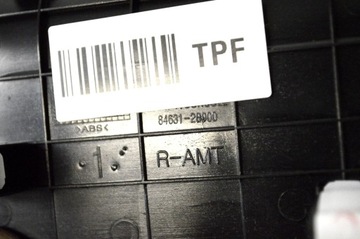 TPF
84631-2B000
>ABS<
1
R-AMT